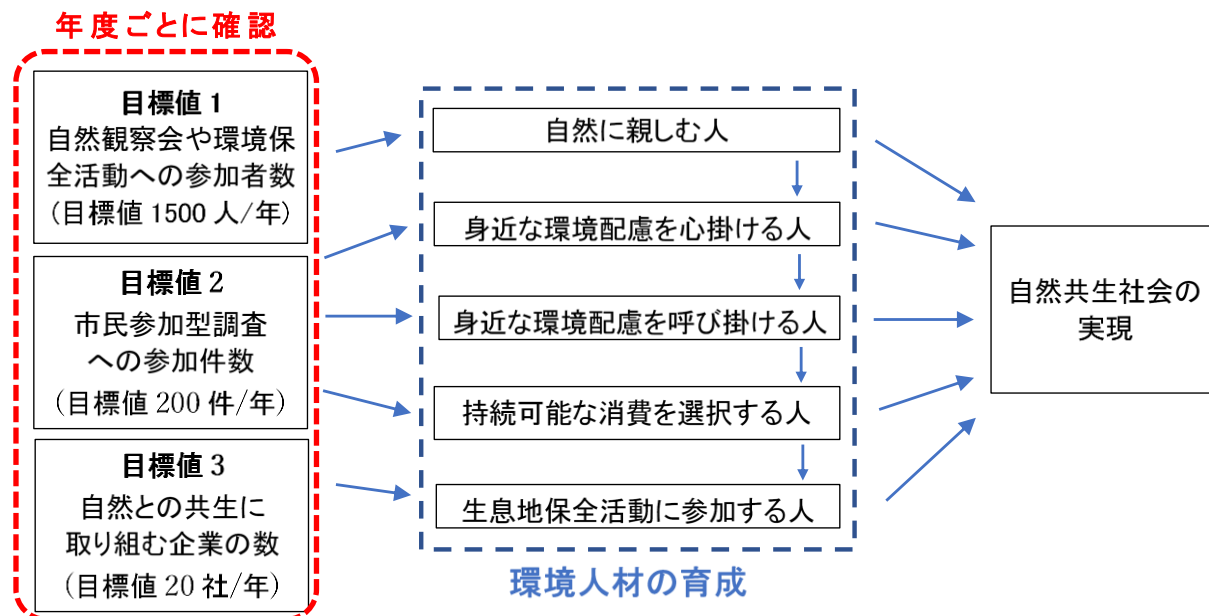 年度ごとに確認
目標値1
自然観察会や環境保
全活動への参加者数
(目標値 1500 人/年)
目標値2
市民参加型調査
への参加件数
(目標値 200 件/年)
目標値3
自然との共生に
取り組む企業の数
(目標値 20 社/年)
自然に親しむ人
身近な環境配慮を心掛ける人
身近な環境配慮を呼び掛ける人
持続可能な消費を選択する人
生息地保全活動に参加する人
環境人材の育成
自然共生社会の
実現